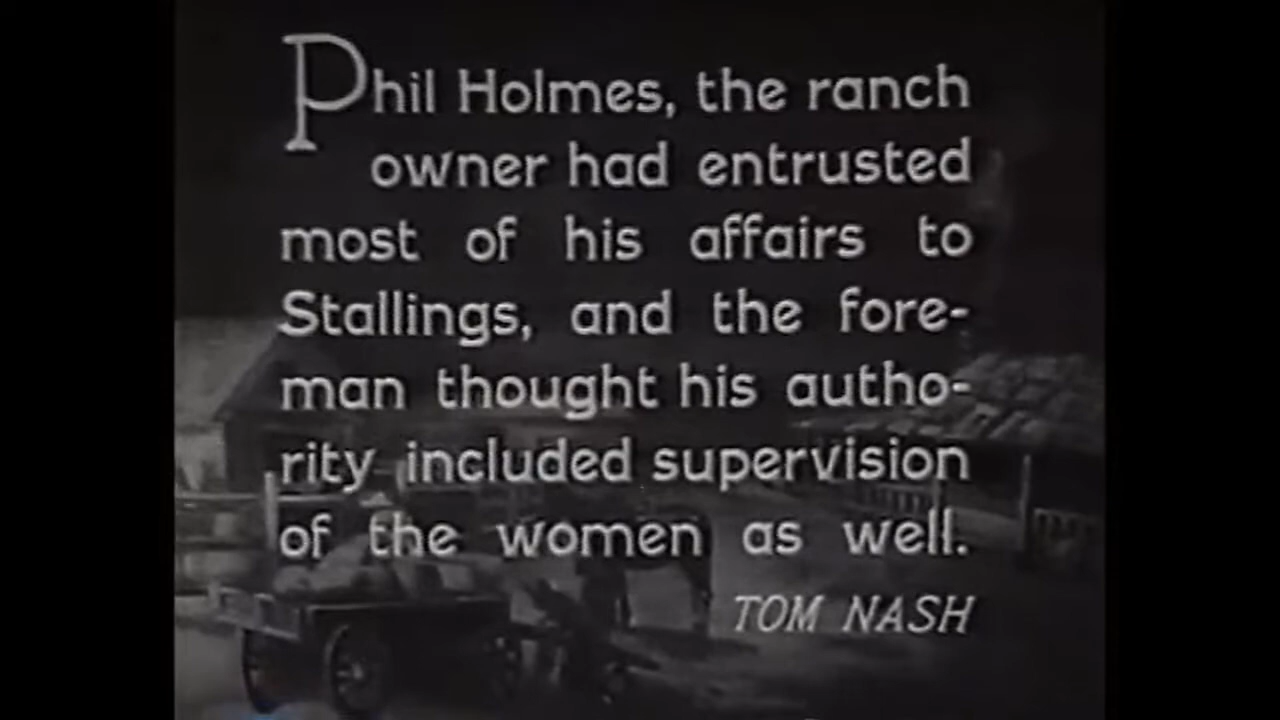 Phil Holmes, the ranch
owner had entrusted
most of his affairs to
Stallings, and the fore-
man thought his autho-
rity included supervision
of the women as well.
TOM NASH